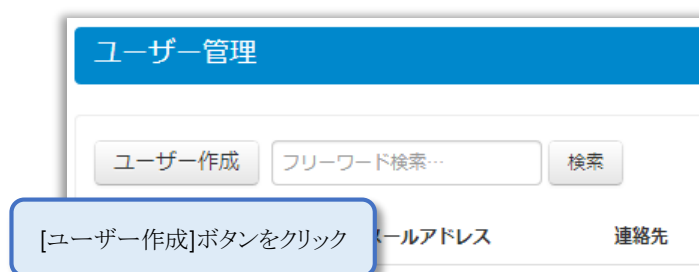 ユーザー管理
ユーザー作成 フリーワード検索… 検索
ールアドレス 連絡先
[ユーザー作成]ボタンをクリック